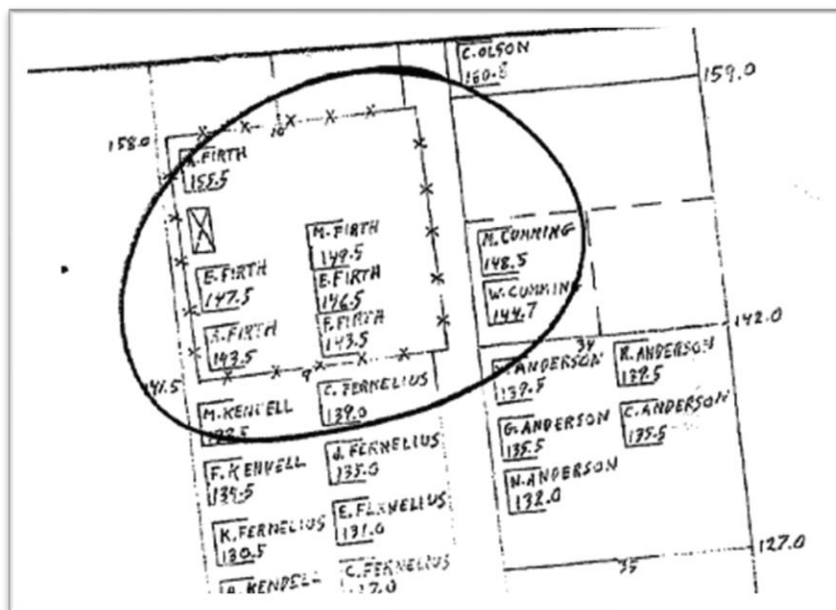 C. OLSON
160.8
159.0
158.0
10
A. FIRTH
155.5
M. FIRTH
149.5
M. CUMMING
148.5
E. FIRTH
147.5
E. FIRTH
146.5
W. CUMMING
144.7
F. FIRTH
143.5
A. FIRTH
143.5
142.0
34
141.5
9
ANDERSON
139.5
R. ANDERSON
139.5
C. FERNELIUS
139.0
M. KENDELL
G. ANDERSON
135.5
C. ANDERSON
135.5
J. FERNELIUS
135.0
F. KENDELL
N. ANDERSON
132.0
E. FERNELIUS
131.0
K. FERNELIUS
130.5
127.0
35
KENDELL
C. FERNELIUS